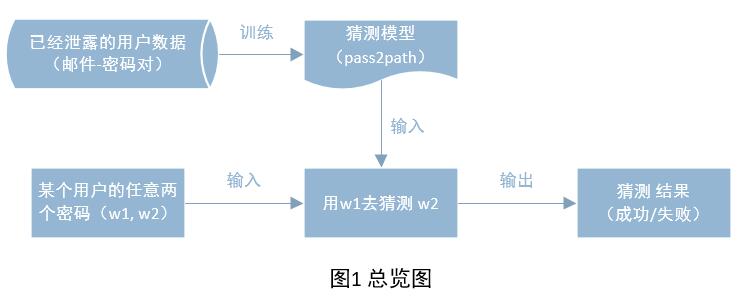 已经泄露的用户数据
（邮件-密码对）
训练
猜测模型
（pass2path）
输入
某个用户的任意两
个密码（w1, w2）
输入
用w1去猜测 w2
输出
猜测 结果
（成功/失败）
图1 总览图